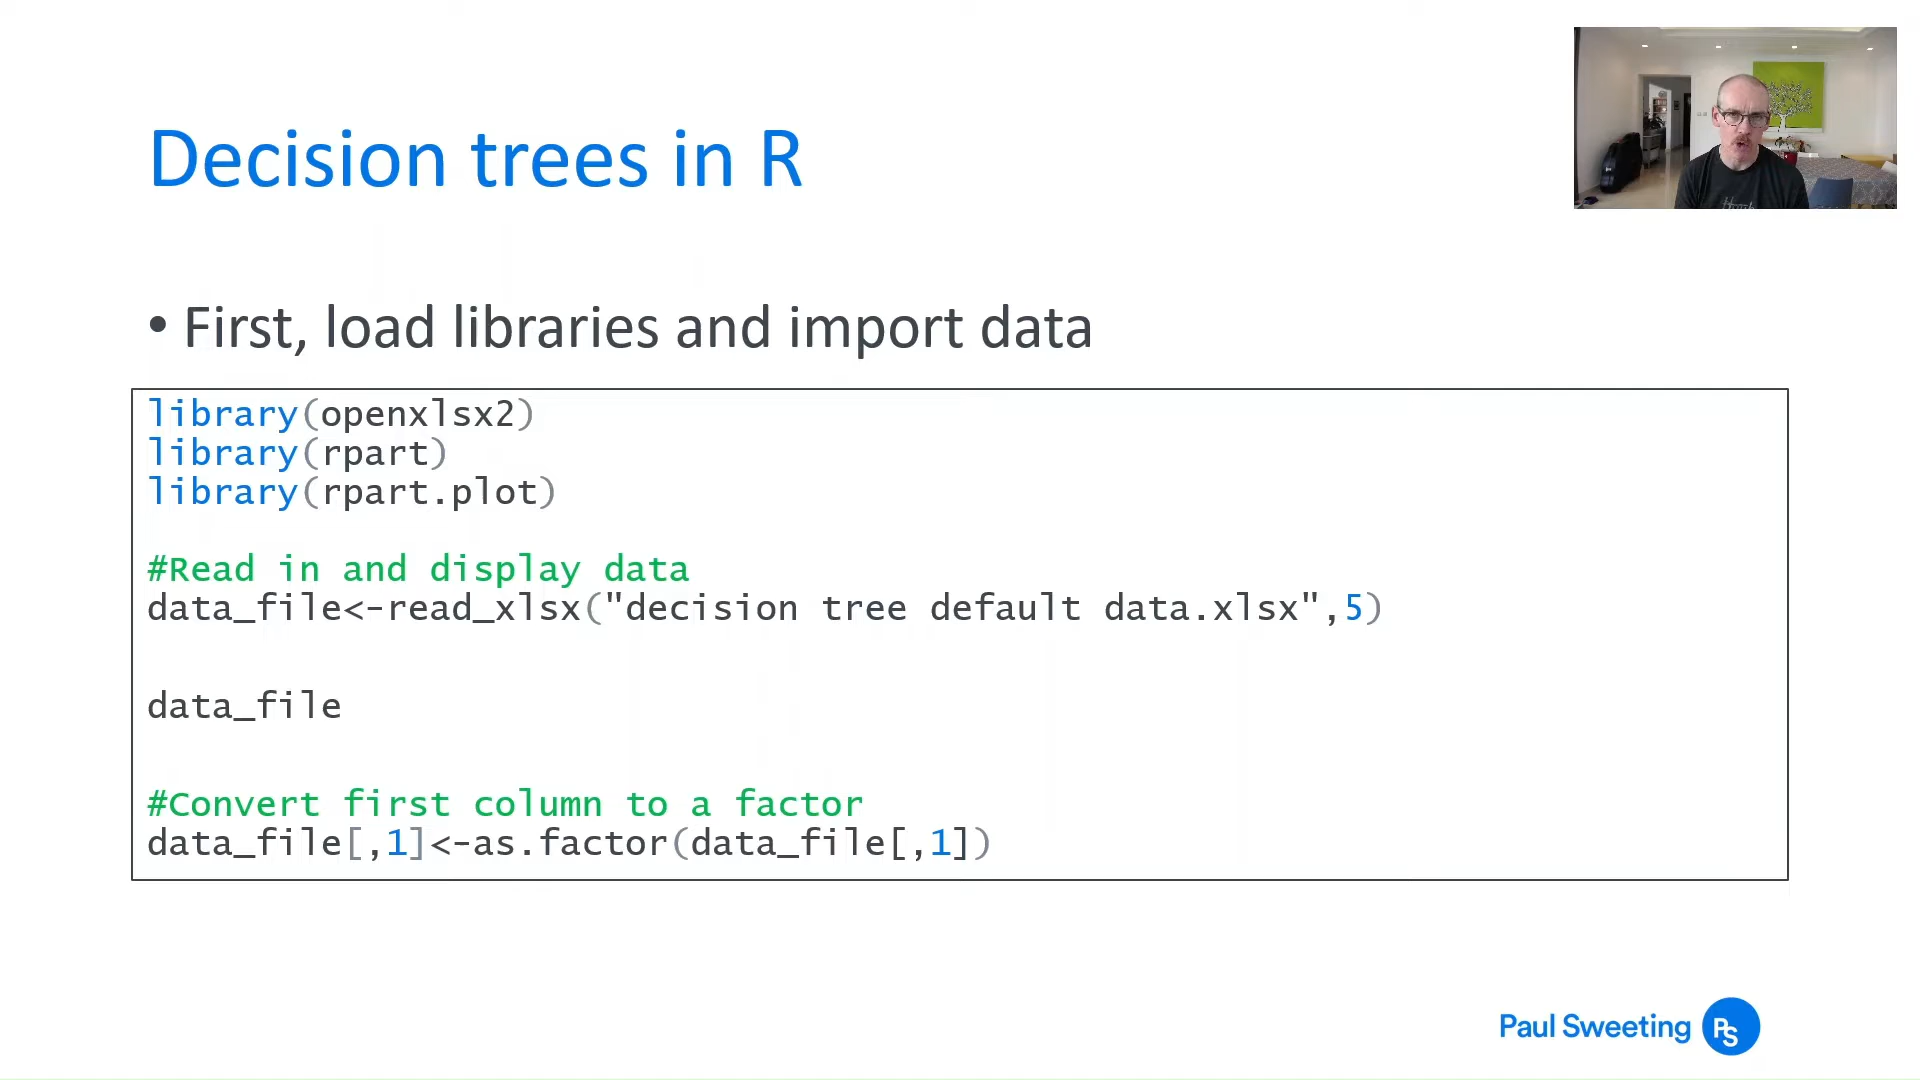 Decision trees in R
• First, load libraries and import data
library(openxlsx2)
library(rpart)
library(rpart.plot)
#Read in and display data
data_file<-read_xlsx("decision tree default data.xlsx",5)
data_file
#Convert first column to a factor
data_file[,1]<-as.factor(data_file[,1])
Paul Sweeting PS